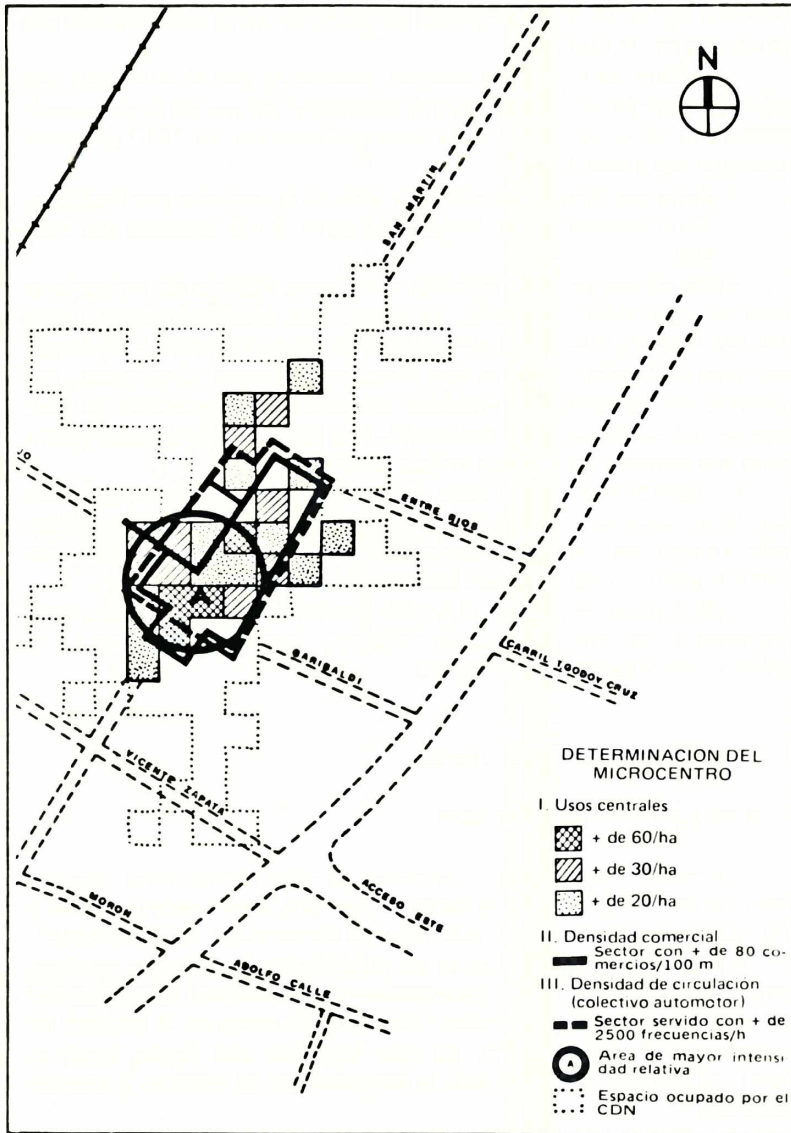 N
SAN MARTIN
JO
ENTRE RIOS
A
GARIBALDI
CARRIL T GODOY CRUZ
VICENTE ZAPATA
MORON
ACCESO ESTE
ADOLFO CALLE
DETERMINACION DEL
MICROCENTRO
I. Usos centrales
+ de 60/ha
+ de 30/ha
+ de 20/ha
II. Densidad comercial
Sector con + de 80 co-
mercios/100 m
III. Densidad de circulación
(colectivo automotor)
Sector servido con + de
2500 frecuencias/h
A
Area de mayor intensi-
dad relativa
Espacio ocupado por el
CDN